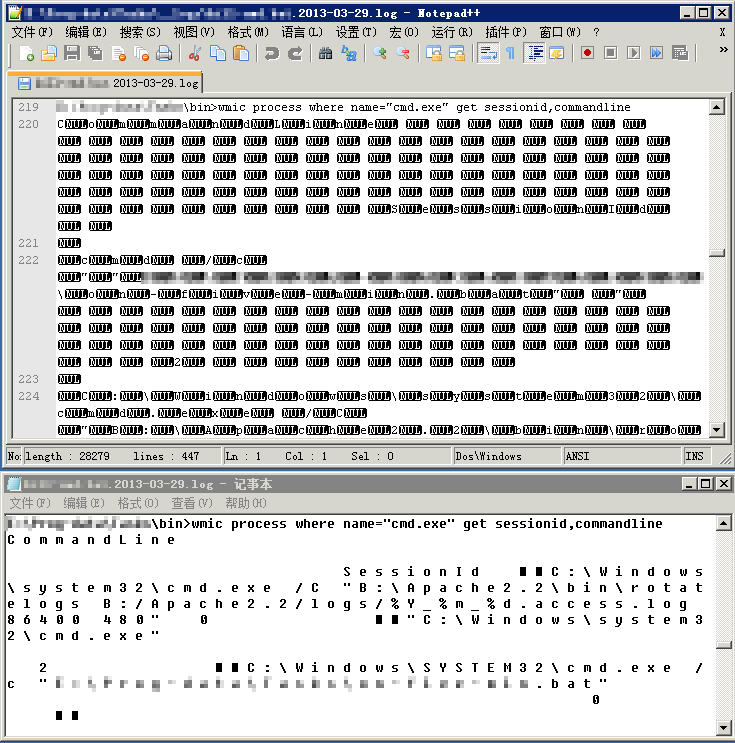 .2013-03-29.log - Notepad++
文件(F) 编辑(E) 搜索(S) 视图(V) 格式(M) 语言(L) 设置(T) 宏(O) 运行(R) 插件(P) 窗口(W) ? X
2013-03-29.log
219 \bin>wmic process where name="cmd.exe" get sessionid,commandline
220 CNULoNULmNULmNULaNULnNULdNULLNULiNULnNULeNUL NUL NUL NUL NUL NUL NUL NUL NUL
NUL NUL NUL NUL NUL NUL NUL NUL NUL NUL NUL NUL NUL NUL NUL NUL NUL NUL NUL NUL
NUL NUL NUL NUL NUL NUL NUL NUL NUL NUL NUL NUL NUL NUL NUL NUL NUL NUL NUL NUL
NUL NUL NUL NUL NUL NUL NUL NUL NUL NUL NUL NUL NUL NUL NUL NUL NUL NUL NUL NUL
NUL NUL NUL NUL NUL NUL NUL NUL NUL NUL NUL NUL NUL NUL NUL NUL NUL NUL NUL NUL
NUL NUL NUL NUL NUL NUL NUL NUL NUL NUL NULSNULeNULsNULsNULiNULoNULnNULINULdNUL
NUL NUL
221 NUL
222 NULcNULmNULdNUL NUL/NULcNUL
NUL"NUL"NUL
\NULoNULnNUL-NULfNULiNULvNULeNUL-NULmNULiNULnNUL.NULbNULaNULtNUL"NUL NUL"NUL
NUL NUL NUL NUL NUL NUL NUL NUL NUL NUL NUL NUL NUL NUL NUL NUL NUL NUL NUL NUL
NUL NUL NUL NUL NUL NUL NUL NUL NUL NUL NUL NUL NUL NUL NUL NUL NUL NUL NUL NUL
NUL NUL NUL NUL NUL NUL NUL NUL NUL NUL NUL NUL NUL NUL NUL NUL NUL NUL NUL NUL
NUL NUL NUL NUL2NUL NUL NUL NUL NUL NUL NUL NUL NUL NUL NUL
223 NUL
224 NULCNUL:NUL\NULWNULiNULnNULdNULoNULwNULsNUL\NULsNULyNULsNULtNULeNULmNUL3NUL2NUL\NUL
cNULmNULdNUL.NULeNULxNULeNUL NUL/NULCNUL
NUL"NULBNUL:NUL\NULANULpNULaNULcNULhNULeNUL2NUL.NUL2NUL\NULbNULiNULnNUL\NULrNULoNUL
No: length : 28279 lines : 447 Ln : 1 Col : 1 Sel : 0 Dos\Windows ANSI INS
.2013-03-29.log - 记事本
文件(F) 编辑(E) 格式(O) 查看(V) 帮助(H)
\bin>wmic process where name="cmd.exe" get sessionid,commandline
C o m m a n d L i n e
S e s s i o n I d ■ ■ C : \ W i n d o w s
\ s y s t e m 3 2 \ c m d . e x e / C " B : \ A p a c h e 2 . 2 \ b i n \ r o t a t
e l o g s B : / A p a c h e 2 . 2 / l o g s / % Y _ % m _ % d . a c c e s s . l o g
8 6 4 0 0 4 8 0 " 0 ■ ■ " C : \ W i n d o w s \ s y s t e m 3
2 \ c m d . e x e "
2 ■ ■ C : \ W i n d o w s \ S Y S T E M 3 2 \ c m d . e x e /
c " . b a t "
0
■ ■